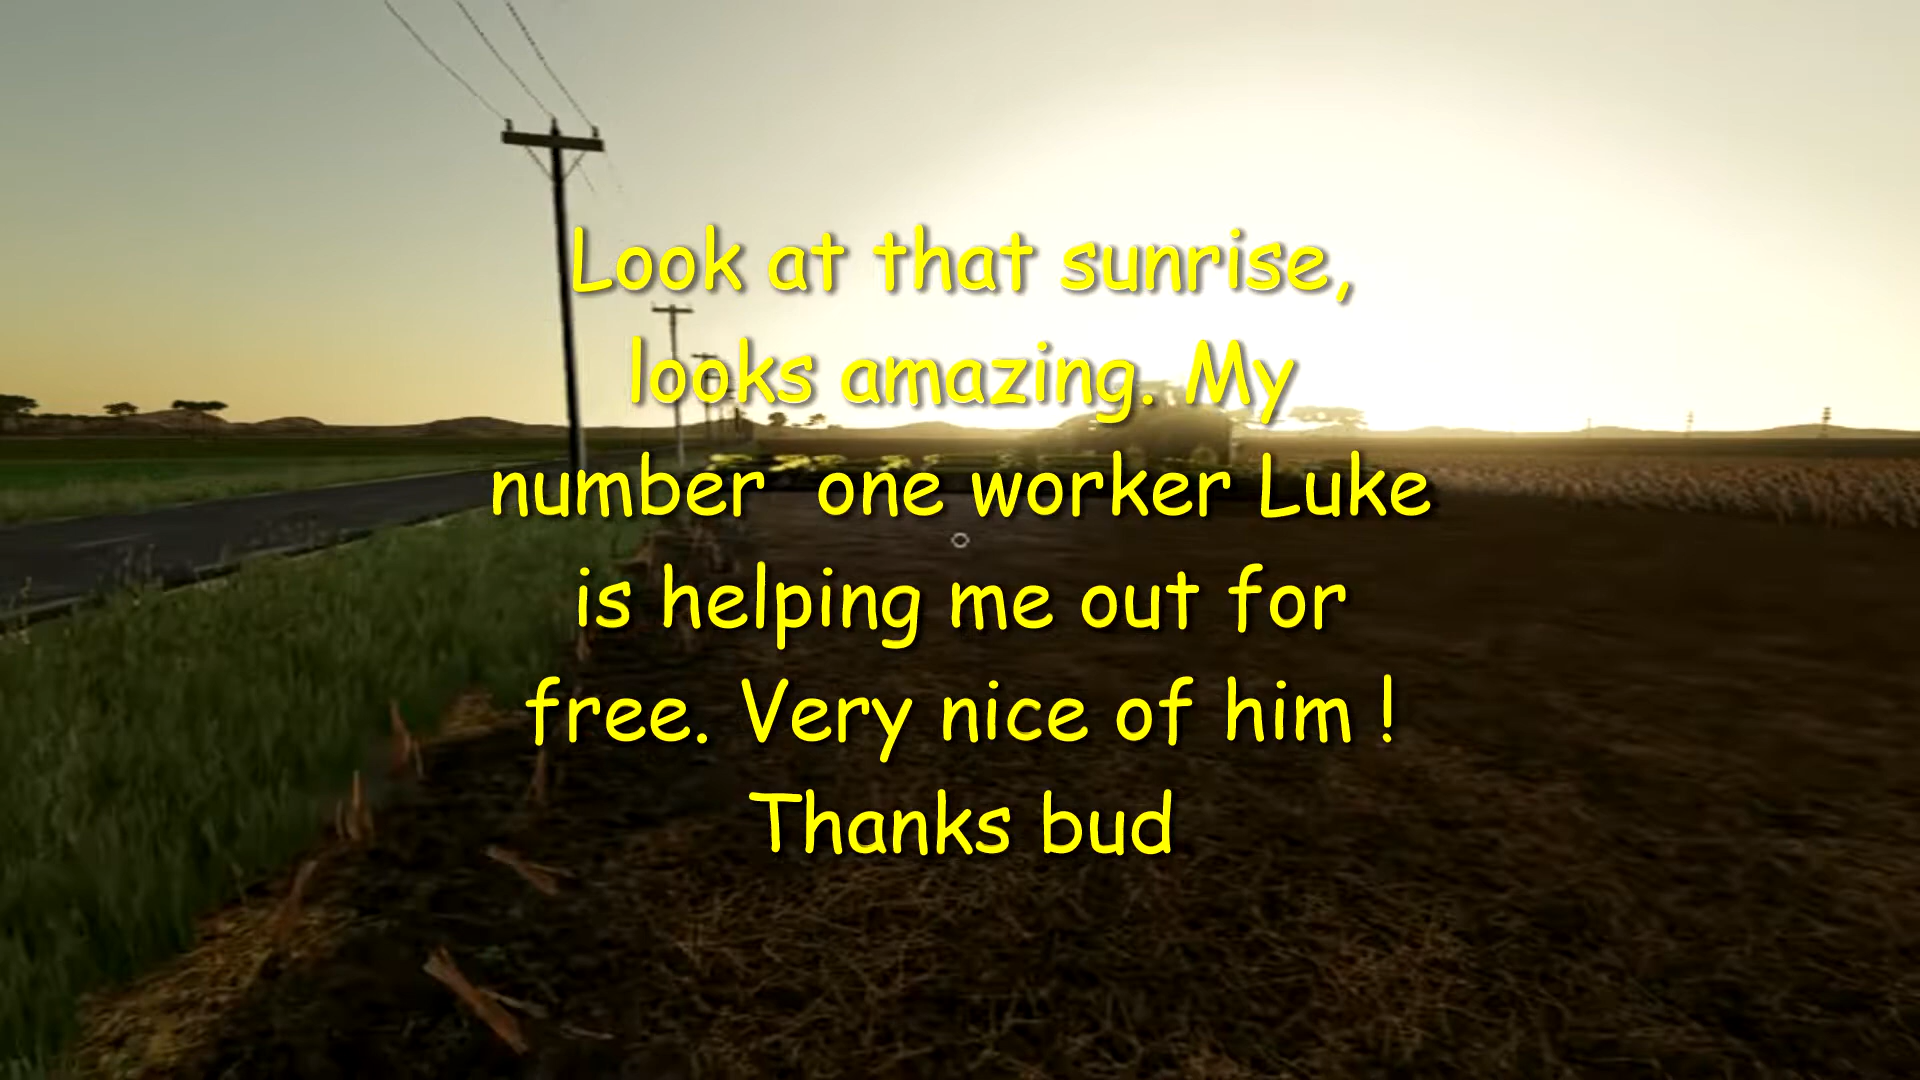 Look at that sunrise,
looks amazing. My
number  one worker Luke
is helping me out for
free. Very nice of him !
Thanks bud